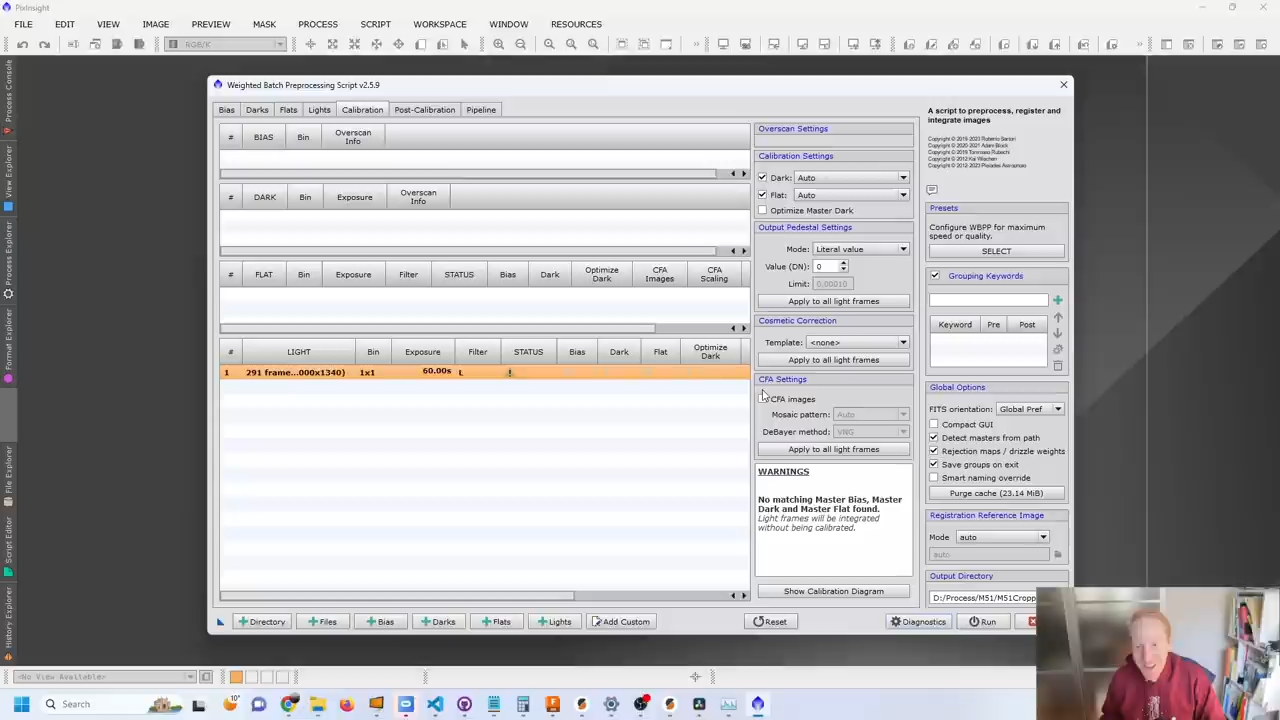 PixInsight
FILE EDIT VIEW IMAGE PREVIEW MASK PROCESS SCRIPT WORKSPACE WINDOW RESOURCES
RGB/K
Process Console
View Explorer
Process Explorer
Format Explorer
File Explorer
Script Editor
History Explorer
Weighted Batch Preprocessing Script v2.5.9
Bias Darks Flats Lights Calibration Post-Calibration Pipeline
# BIAS Bin Overscan Info
# DARK Bin Exposure Overscan Info
# FLAT Bin Exposure Filter STATUS Bias Dark Optimize Dark CFA Images CFA Scaling
# LIGHT Bin Exposure Filter STATUS Bias Dark Flat Optimize Dark
1 291 frame...000x1340) 1x1 60.00s L !
Overscan Settings
Calibration Settings
Dark: Auto
Flat: Auto
Optimize Master Dark
Output Pedestal Settings
Mode: Literal value
Value (DN): 0
Limit: 0.00010
Apply to all light frames
Cosmetic Correction
Template: <none>
Apply to all light frames
CFA Settings
CFA images
Mosaic pattern: Auto
DeBayer method: VNG
Apply to all light frames
WARNINGS
No matching Master Bias, Master
Dark and Master Flat found.
Light frames will be integrated
without being calibrated.
Show Calibration Diagram
A script to preprocess, register and
integrate images
Presets
Configure WBPP for maximum
speed or quality.
SELECT
Grouping Keywords
Keyword Pre Post
Global Options
FITS orientation: Global Pref
Compact GUI
Detect masters from path
Rejection maps / drizzle weights
Save groups on exit
Smart naming override
Purge cache (23.14 MiB)
Registration Reference Image
Mode auto
auto
Output Directory
D:/Process/M51/M51Cropp
Directory Files Bias Darks Flats Lights Add Custom Reset Diagnostics Run
<No View Available>
Search
10°